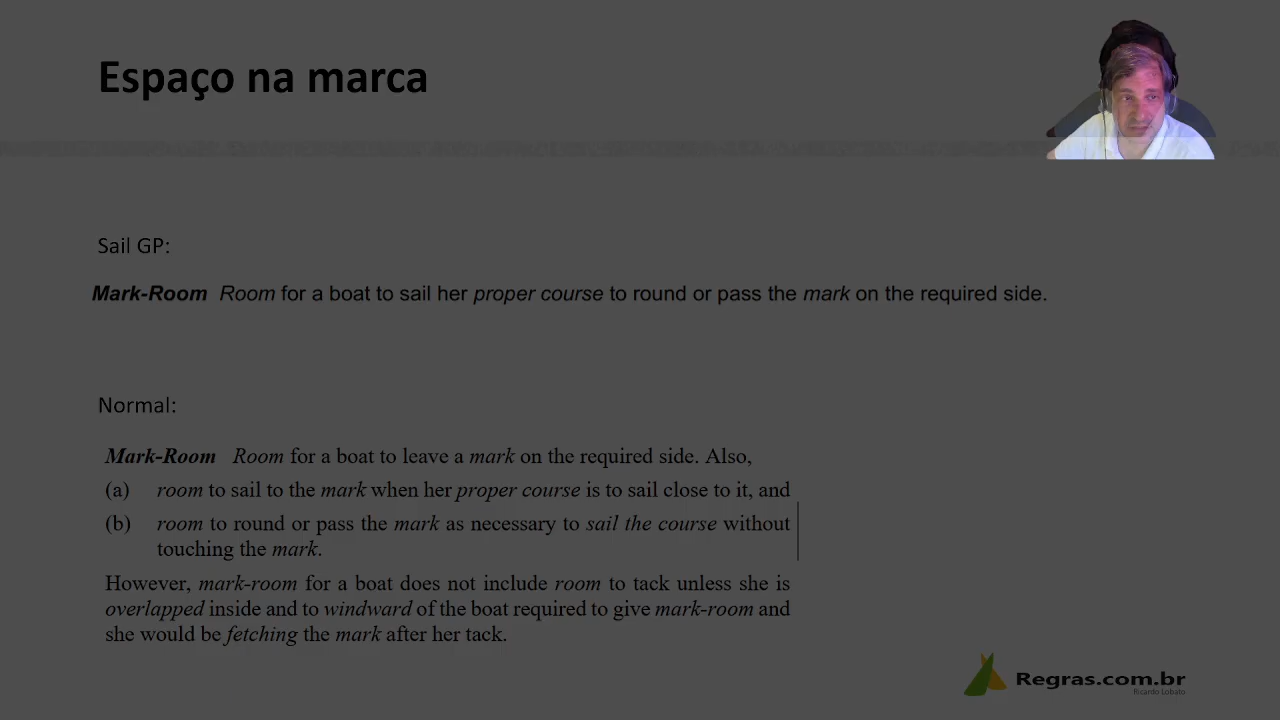 Espaço na marca
Sail GP:
Mark-Room Room for a boat to sail her proper course to round or pass the mark on the required side.
Normal:
Mark-Room Room for a boat to leave a mark on the required side. Also,
(a) room to sail to the mark when her proper course is to sail close to it, and
(b) room to round or pass the mark as necessary to sail the course without
touching the mark.
However, mark-room for a boat does not include room to tack unless she is
overlapped inside and to windward of the boat required to give mark-room and
she would be fetching the mark after her tack.
Regras.com.br
Ricardo Lobato